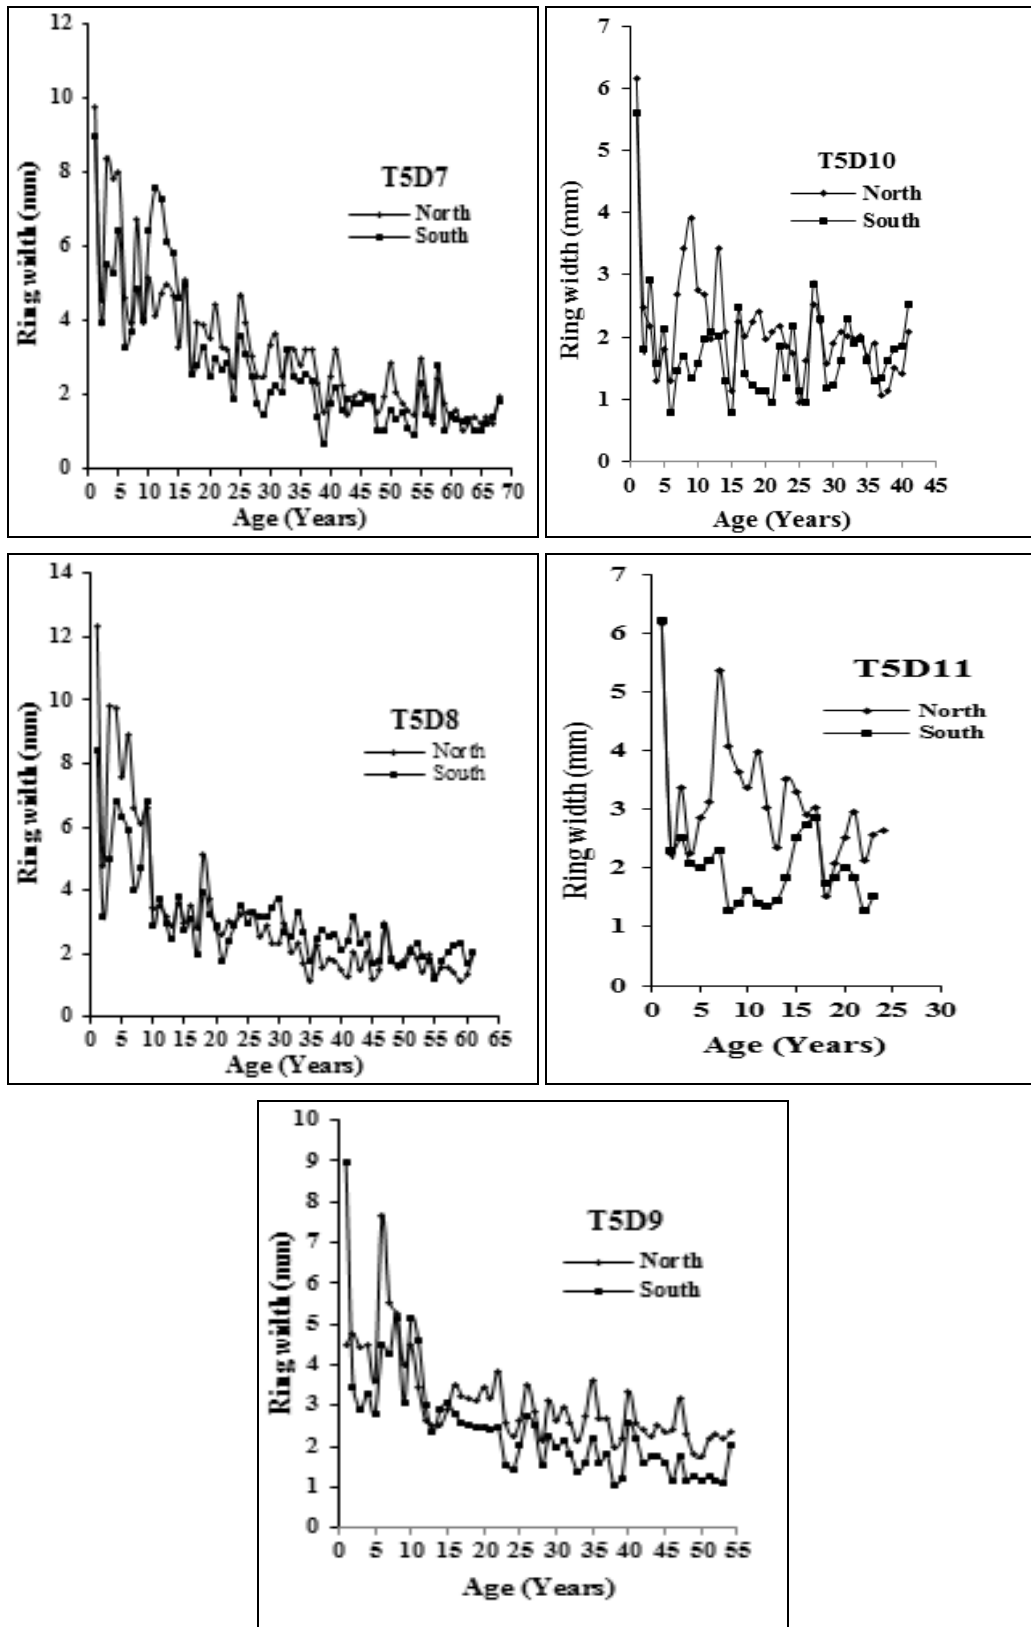 12
10
8
6
4
2
0
Ring width (mm)
T5D7
North
South
0 5 10 15 20 25 30 35 40 45 50 55 60 65 70
Age (Years)
7
6
5
4
3
2
1
0
Ring width (mm)
T5D10
North
South
0 5 10 15 20 25 30 35 40 45
Age (Years)
14
12
10
8
6
4
2
0
Ring width (mm)
T5D8
North
South
0 5 10 15 20 25 30 35 40 45 50 55 60 65
Age (Years)
7
6
5
4
3
2
1
0
Ring width (mm)
T5D11
North
South
0 5 10 15 20 25 30
Age (Years)
10
9
8
7
6
5
4
3
2
1
0
Ring width (mm)
T5D9
North
South
0 5 10 15 20 25 30 35 40 45 50 55
Age (Years)